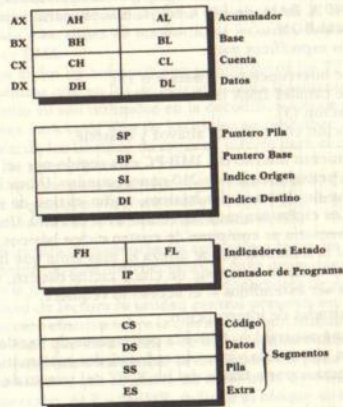 AX AH AL Acumulador
BX BH BL Base
CX CH CL Cuenta
DX DH DL Datos
SP Puntero Pila
BP Puntero Base
SI Indice Origen
DI Indice Destino
FH FL Indicadores Estado
IP Contador de Programa
CS Código
DS Datos
SS Pila
ES Extra
Segmentos